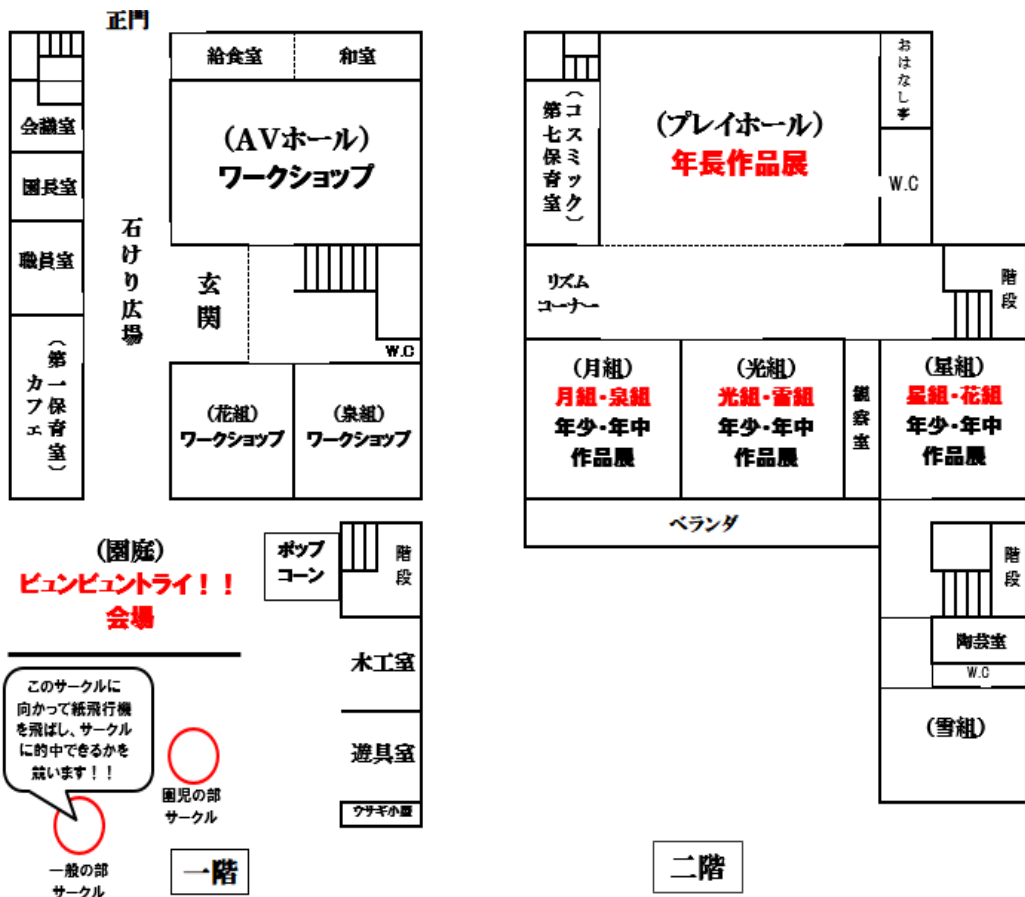 正門
給食室
和室
会議室
園長室
職員室
(第一保育室)
カフェ
石けり広場
(AVホール)
ワークショップ
玄関
W.C
(花組)
ワークショップ
(泉組)
ワークショップ
(園庭)
ビュンビュントライ!!
会場
ポップ
コーン
階段
木工室
遊具室
ウサギ小屋
このサークルに
向かって紙飛行機
を飛ばし、サークル
に的中できるかを
競います!!
園児の部
サークル
一般の部
サークル
一階
(コスミック)
第七保育室
(プレイホール)
年長作品展
おはなし亭
W.C
リズム
コーナー
階段
(月組)
月組・泉組
年少・年中
作品展
(光組)
光組・雪組
年少・年中
作品展
観察室
(星組)
星組・花組
年少・年中
作品展
ベランダ
階段
陶芸室
W.C
(雪組)
二階